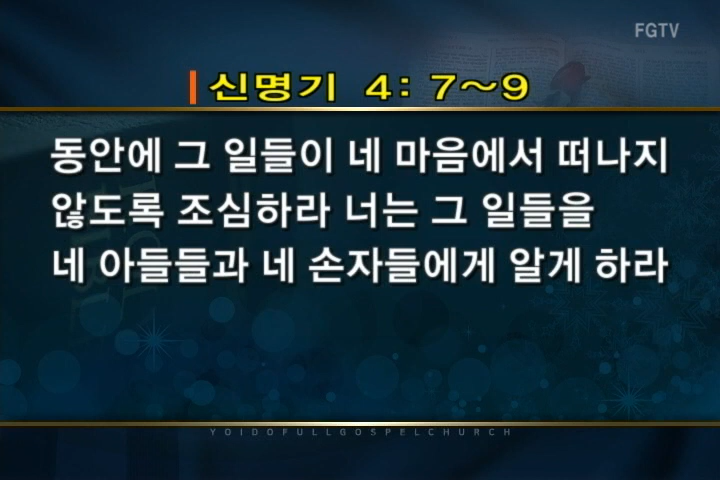 FGTV
신명기 4: 7~9
동안에 그 일들이 네 마음에서 떠나지
않도록 조심하라 너는 그 일들을
네 아들들과 네 손자들에게 알게 하라
YOIDOFULLGOSPELCHURCH